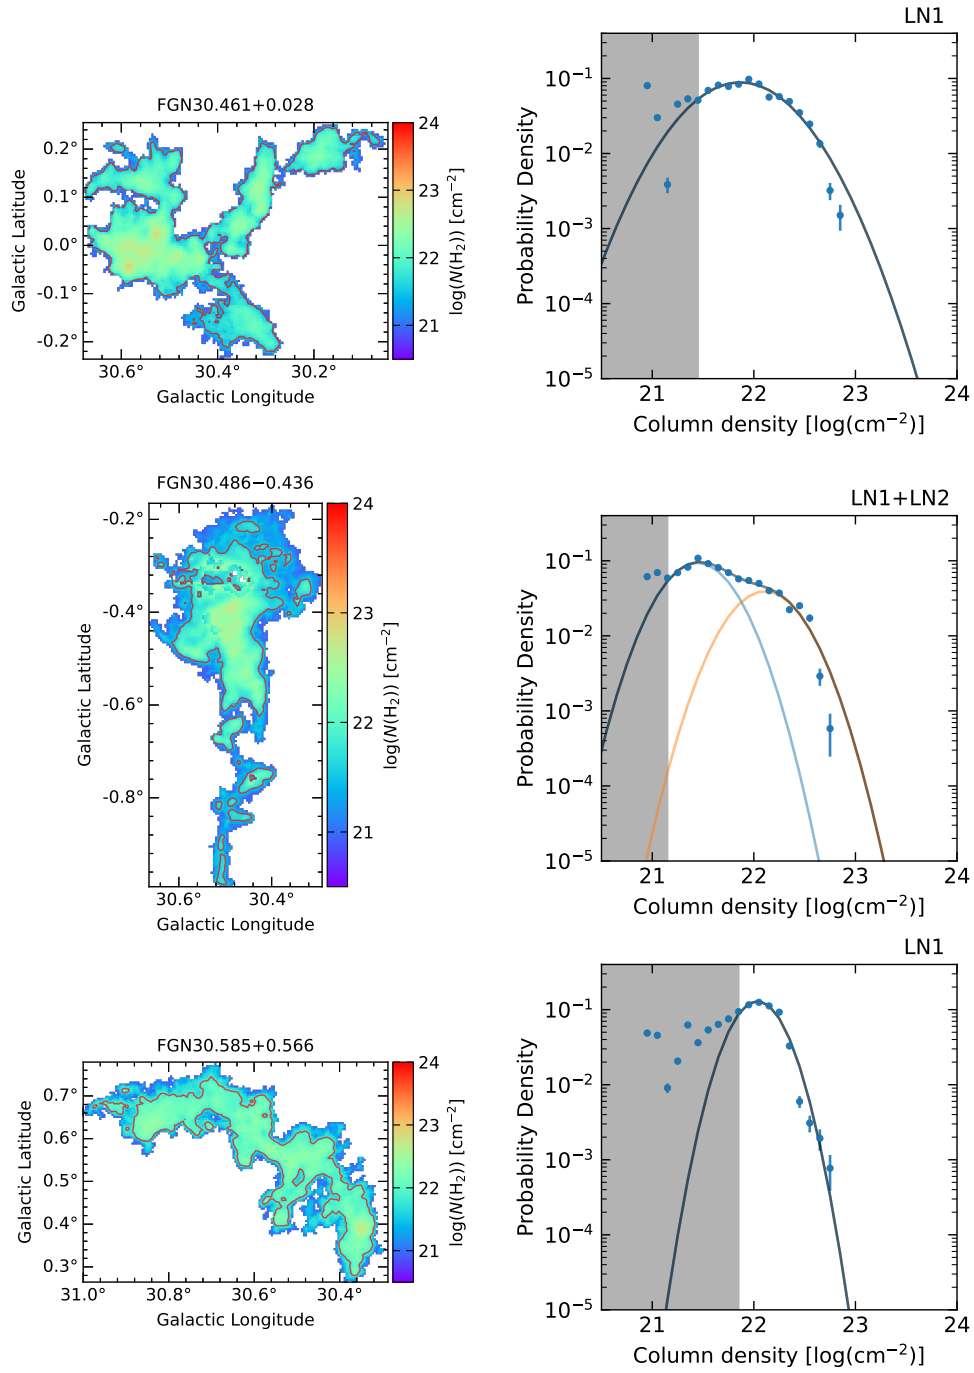 LN1
FGN30.461+0.028
0.2°
0.1°
0.0°
-0.1°
-0.2°
Galactic Latitude
30.6° 30.4° 30.2°
Galactic Longitude
24
23
22
21
log(N(H₂)) [cm⁻²]
10⁻¹
10⁻²
10⁻³
10⁻⁴
10⁻⁵
Probability Density
21 22 23 24
Column density [log(cm⁻²)]
LN1+LN2
FGN30.486−0.436
-0.2°
-0.4°
-0.6°
-0.8°
Galactic Latitude
30.6° 30.4°
Galactic Longitude
24
23
22
21
log(N(H₂)) [cm⁻²]
10⁻¹
10⁻²
10⁻³
10⁻⁴
10⁻⁵
Probability Density
21 22 23 24
Column density [log(cm⁻²)]
LN1
FGN30.585+0.566
0.7°
0.6°
0.5°
0.4°
0.3°
Galactic Latitude
31.0° 30.8° 30.6° 30.4°
Galactic Longitude
24
23
22
21
log(N(H₂)) [cm⁻²]
10⁻¹
10⁻²
10⁻³
10⁻⁴
10⁻⁵
Probability Density
21 22 23 24
Column density [log(cm⁻²)]